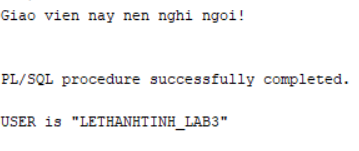 Giao vien nay nen nghi ngoi!
PL/SQL procedure successfully completed.
USER is "LETHANHTINH_LAB3"